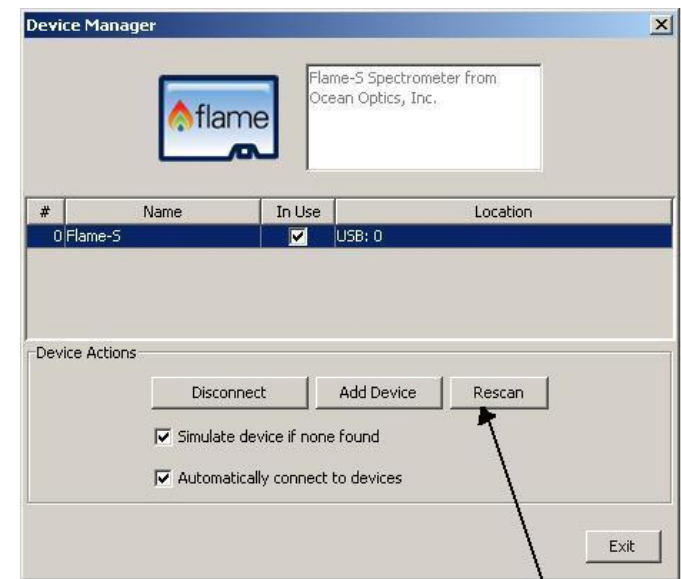 Device Manager
flame
Flame-S Spectrometer from
Ocean Optics, Inc.
# Name In Use Location
0 Flame-S USB: 0
Device Actions
Disconnect Add Device Rescan
Simulate device if none found
Automatically connect to devices
Exit